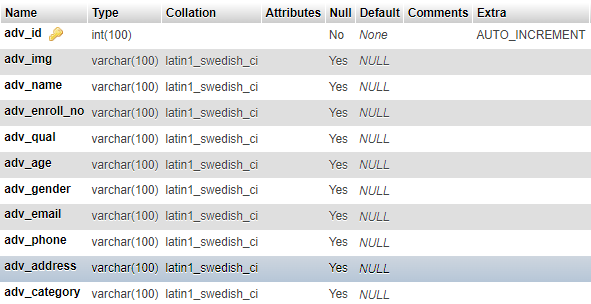 Name Type Collation Attributes Null Default Comments Extra
adv_id int(100) No None AUTO_INCREMENT
adv_img varchar(100) latin1_swedish_ci Yes NULL
adv_name varchar(100) latin1_swedish_ci Yes NULL
adv_enroll_no varchar(100) latin1_swedish_ci Yes NULL
adv_qual varchar(100) latin1_swedish_ci Yes NULL
adv_age varchar(100) latin1_swedish_ci Yes NULL
adv_gender varchar(100) latin1_swedish_ci Yes NULL
adv_email varchar(100) latin1_swedish_ci Yes NULL
adv_phone varchar(100) latin1_swedish_ci Yes NULL
adv_address varchar(100) latin1_swedish_ci Yes NULL
adv_category varchar(100) latin1_swedish_ci Yes NULL